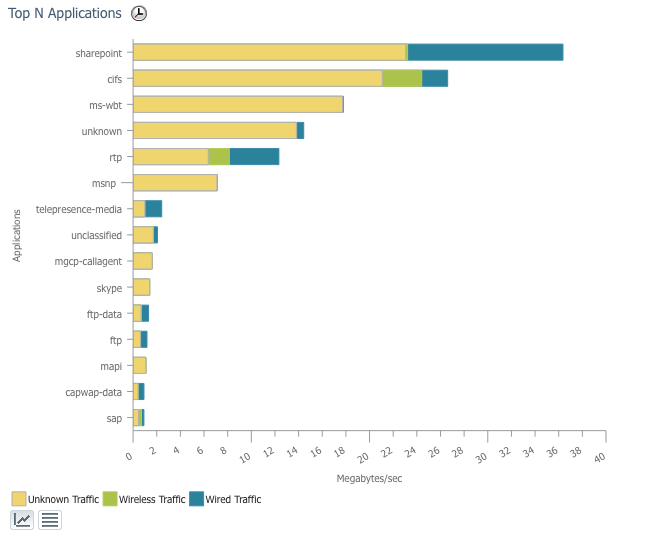 Top N Applications
sharepoint
cifs
ms-wbt
unknown
rtp
msnp
telepresence-media
unclassified
mgcp-callagent
skype
ftp-data
ftp
mapi
capwap-data
sap
Applications
0 2 4 6 8 10 12 14 16 18 20 22 24 26 28 30 32 34 36 38 40
Megabytes/sec
Unknown Traffic Wireless Traffic Wired Traffic